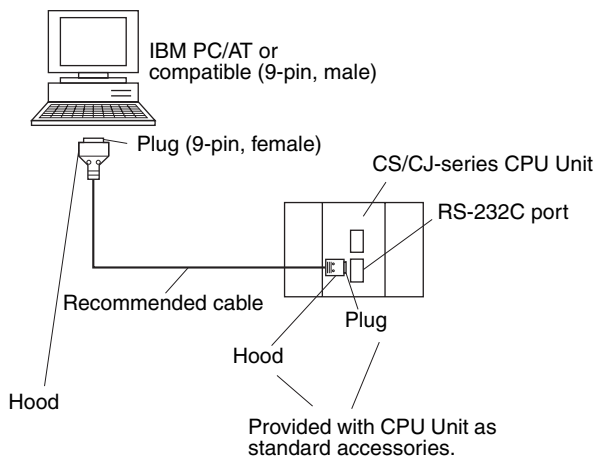 IBM PC/AT or
compatible (9-pin, male)
Plug (9-pin, female)
CS/CJ-series CPU Unit
RS-232C port
Recommended cable
Plug
Hood
Hood
Provided with CPU Unit as
standard accessories.